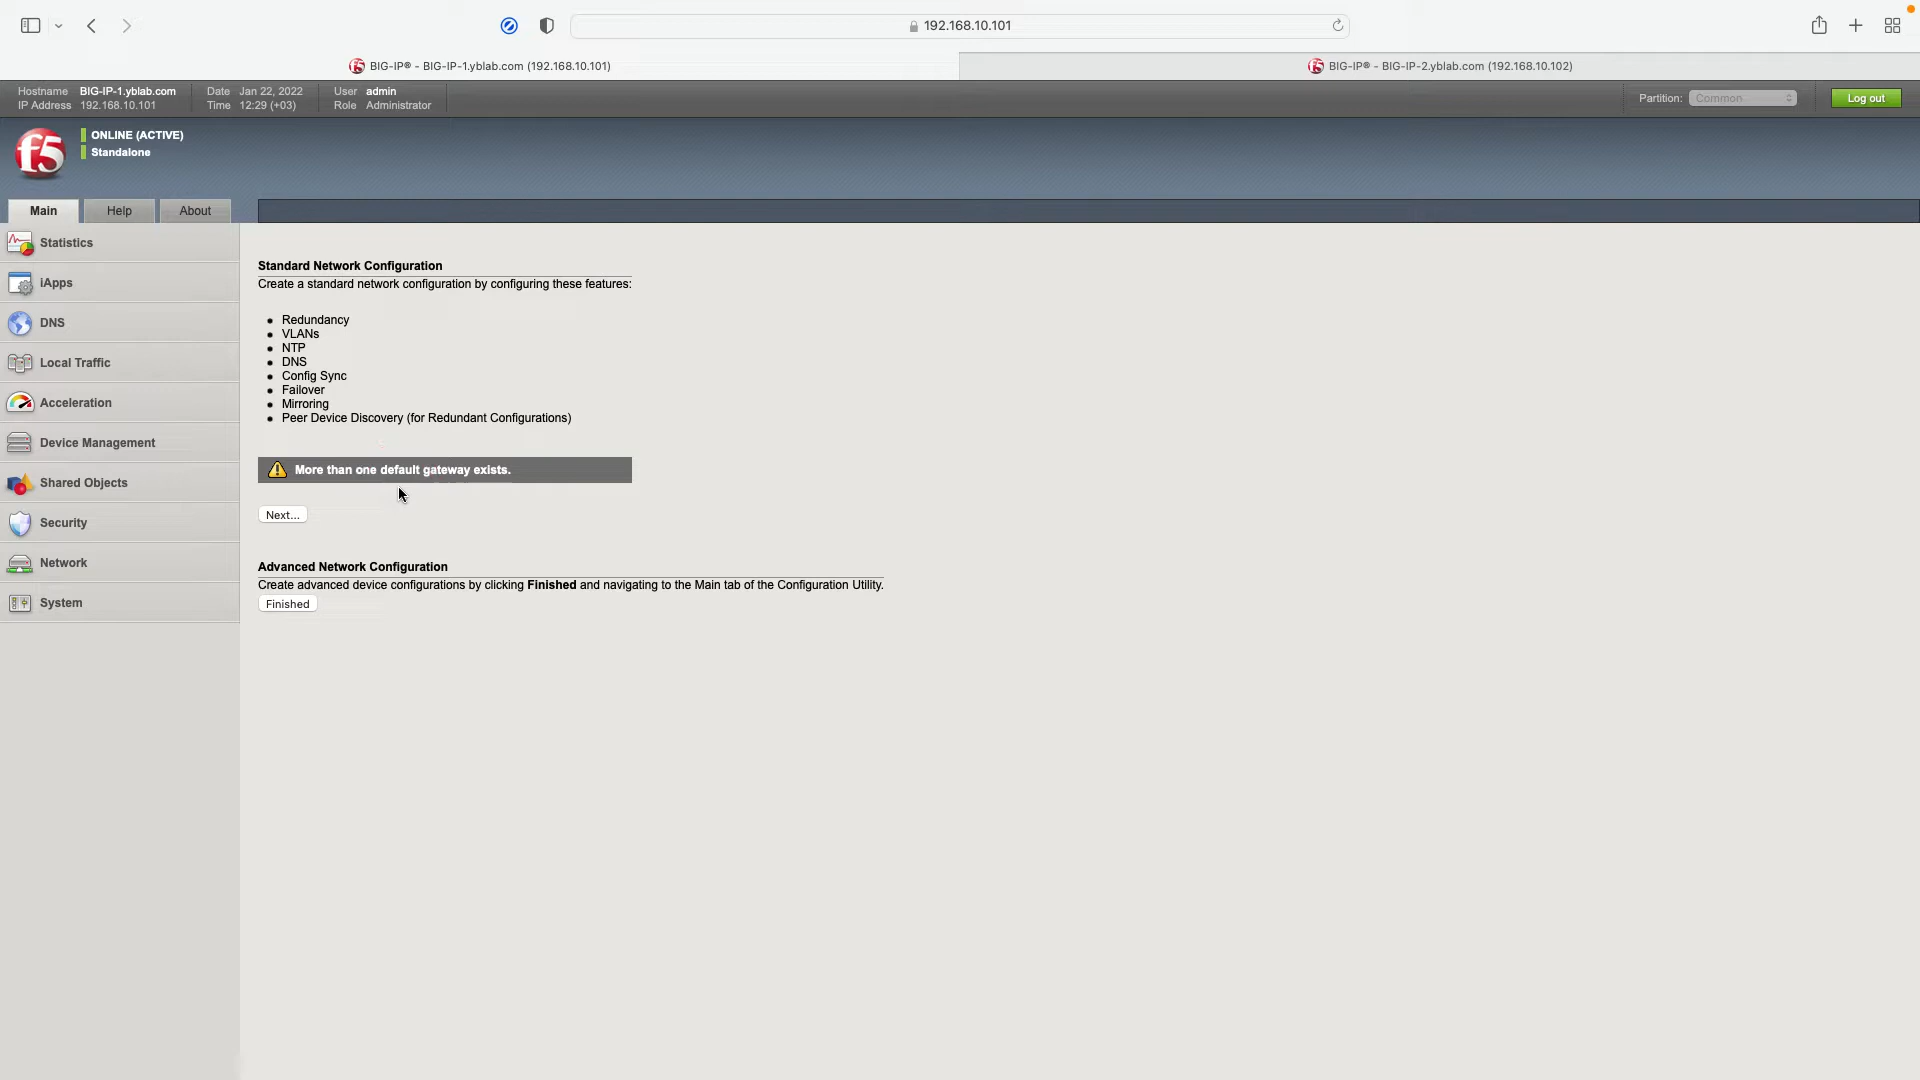 192.168.10.101
BIG-IP® - BIG-IP-1.yblab.com (192.168.10.101)
BIG-IP® - BIG-IP-2.yblab.com (192.168.10.102)
Hostname BIG-IP-1.yblab.com Date Jan 22, 2022 User admin
IP Address 192.168.10.101 Time 12:29 (+03) Role Administrator
Partition: Common Log out
f5
ONLINE (ACTIVE)
Standalone
Main Help About
Statistics
iApps
DNS
Local Traffic
Acceleration
Device Management
Shared Objects
Security
Network
System
Standard Network Configuration
Create a standard network configuration by configuring these features:
Redundancy
VLANs
NTP
DNS
Config Sync
Failover
Mirroring
Peer Device Discovery (for Redundant Configurations)
More than one default gateway exists.
Next...
Advanced Network Configuration
Create advanced device configurations by clicking Finished and navigating to the Main tab of the Configuration Utility.
Finished